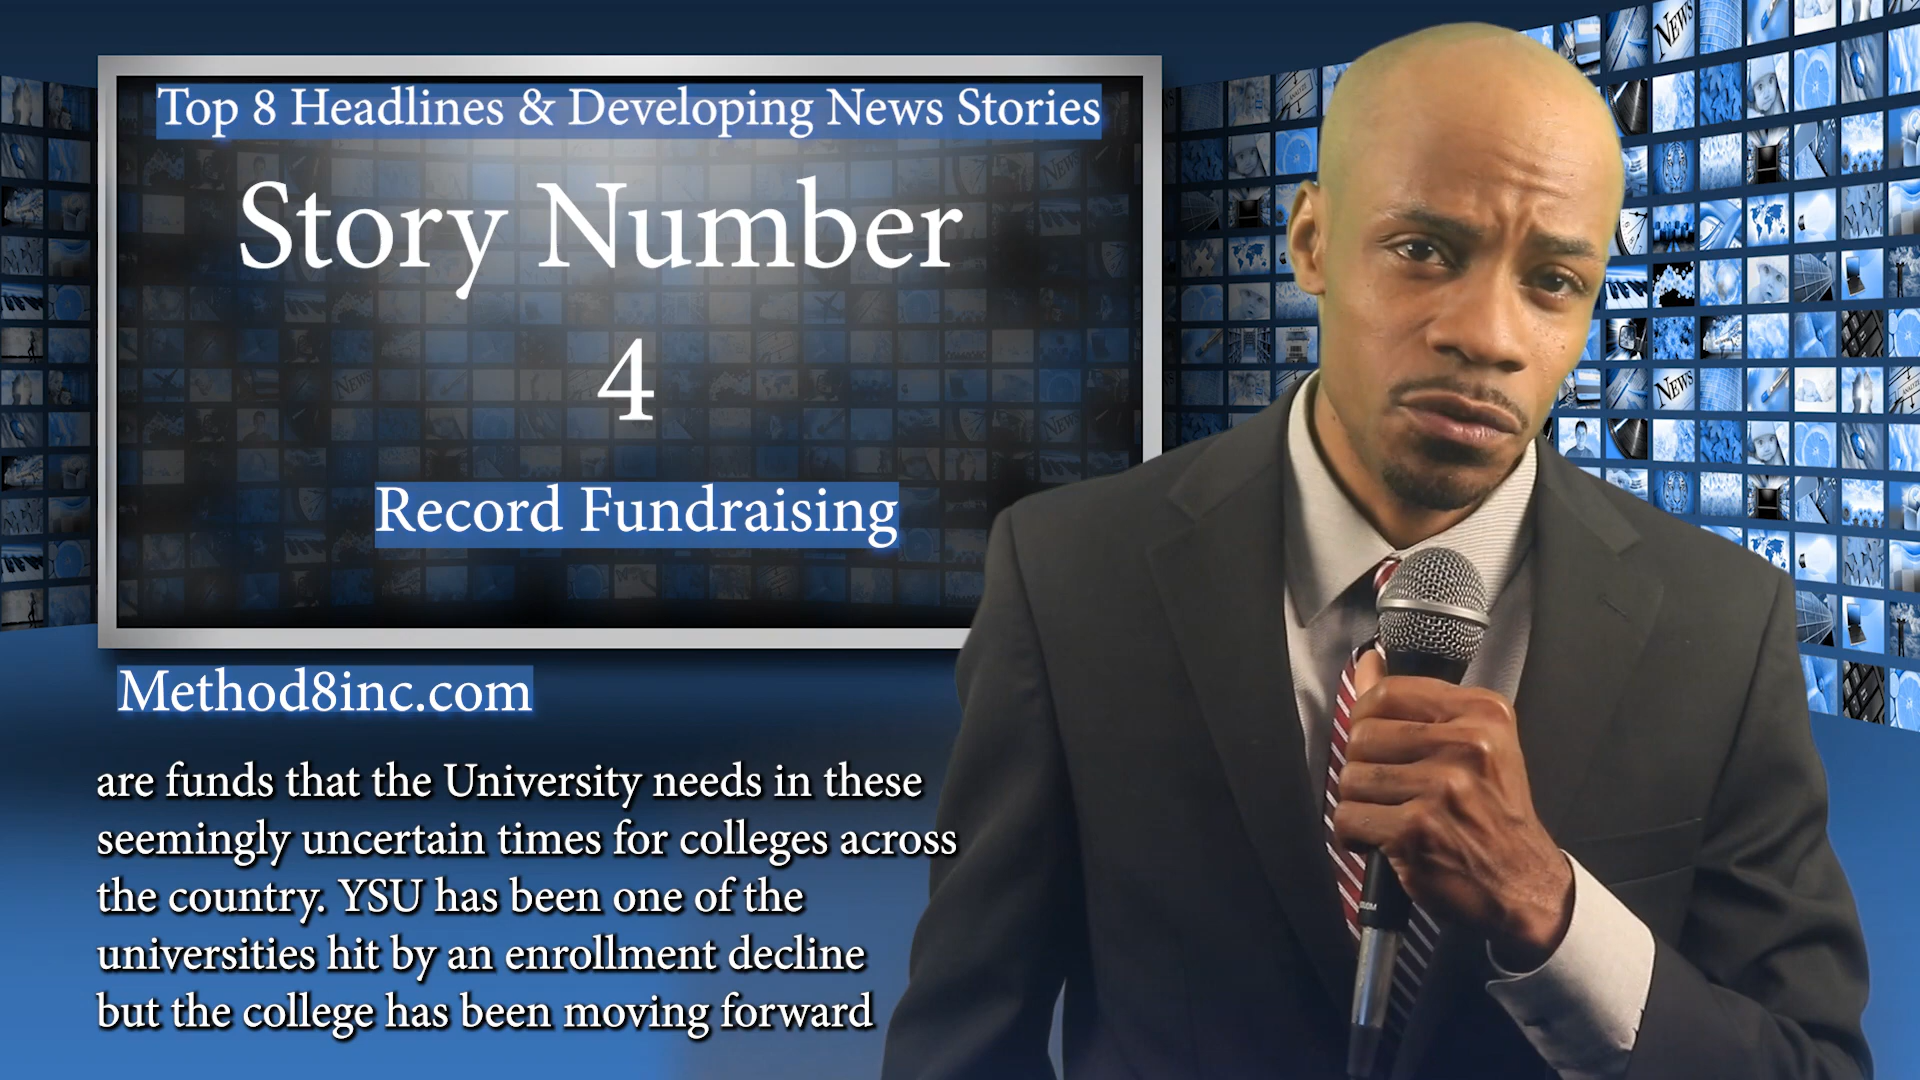 Top 8 Headlines & Developing News Stories
Story Number
4
Record Fundraising
Method8inc.com
are funds that the University needs in these
seemingly uncertain times for colleges across
the country. YSU has been one of the
universities hit by an enrollment decline
but the college has been moving forward
NEWS
NEWS